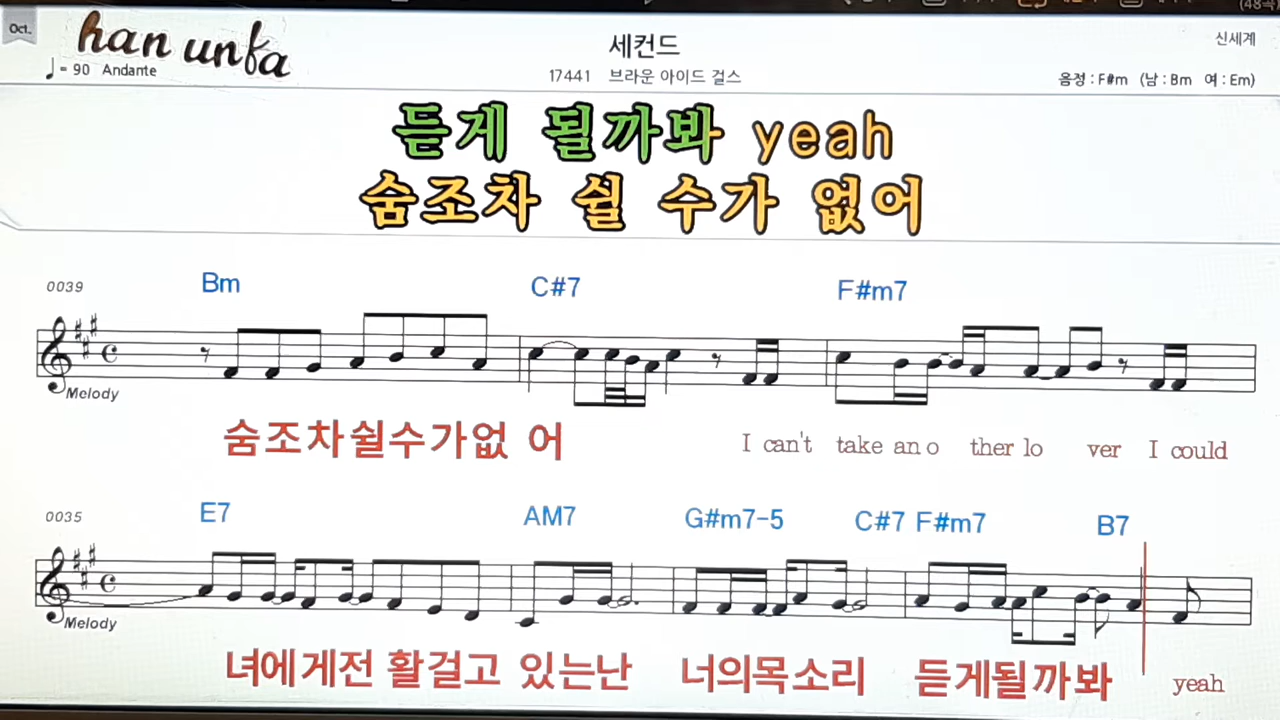 (48곡)
Oct.
han unfa
♩= 90 Andante
세컨드
17441 브라운 아이드 걸스
신세계
음정 : F#m (남 : Bm 여 : Em)
듣게 될까봐 yeah
숨조차 쉴 수가 없어
0039 Bm C#7 F#m7
Melody
숨조차쉴수가없 어 I can't take an o ther lo ver I could
0035 E7 AM7 G#m7-5 C#7 F#m7 B7
Melody
녀에게전 활걸고 있는난 너의목소리 듣게될까봐 yeah